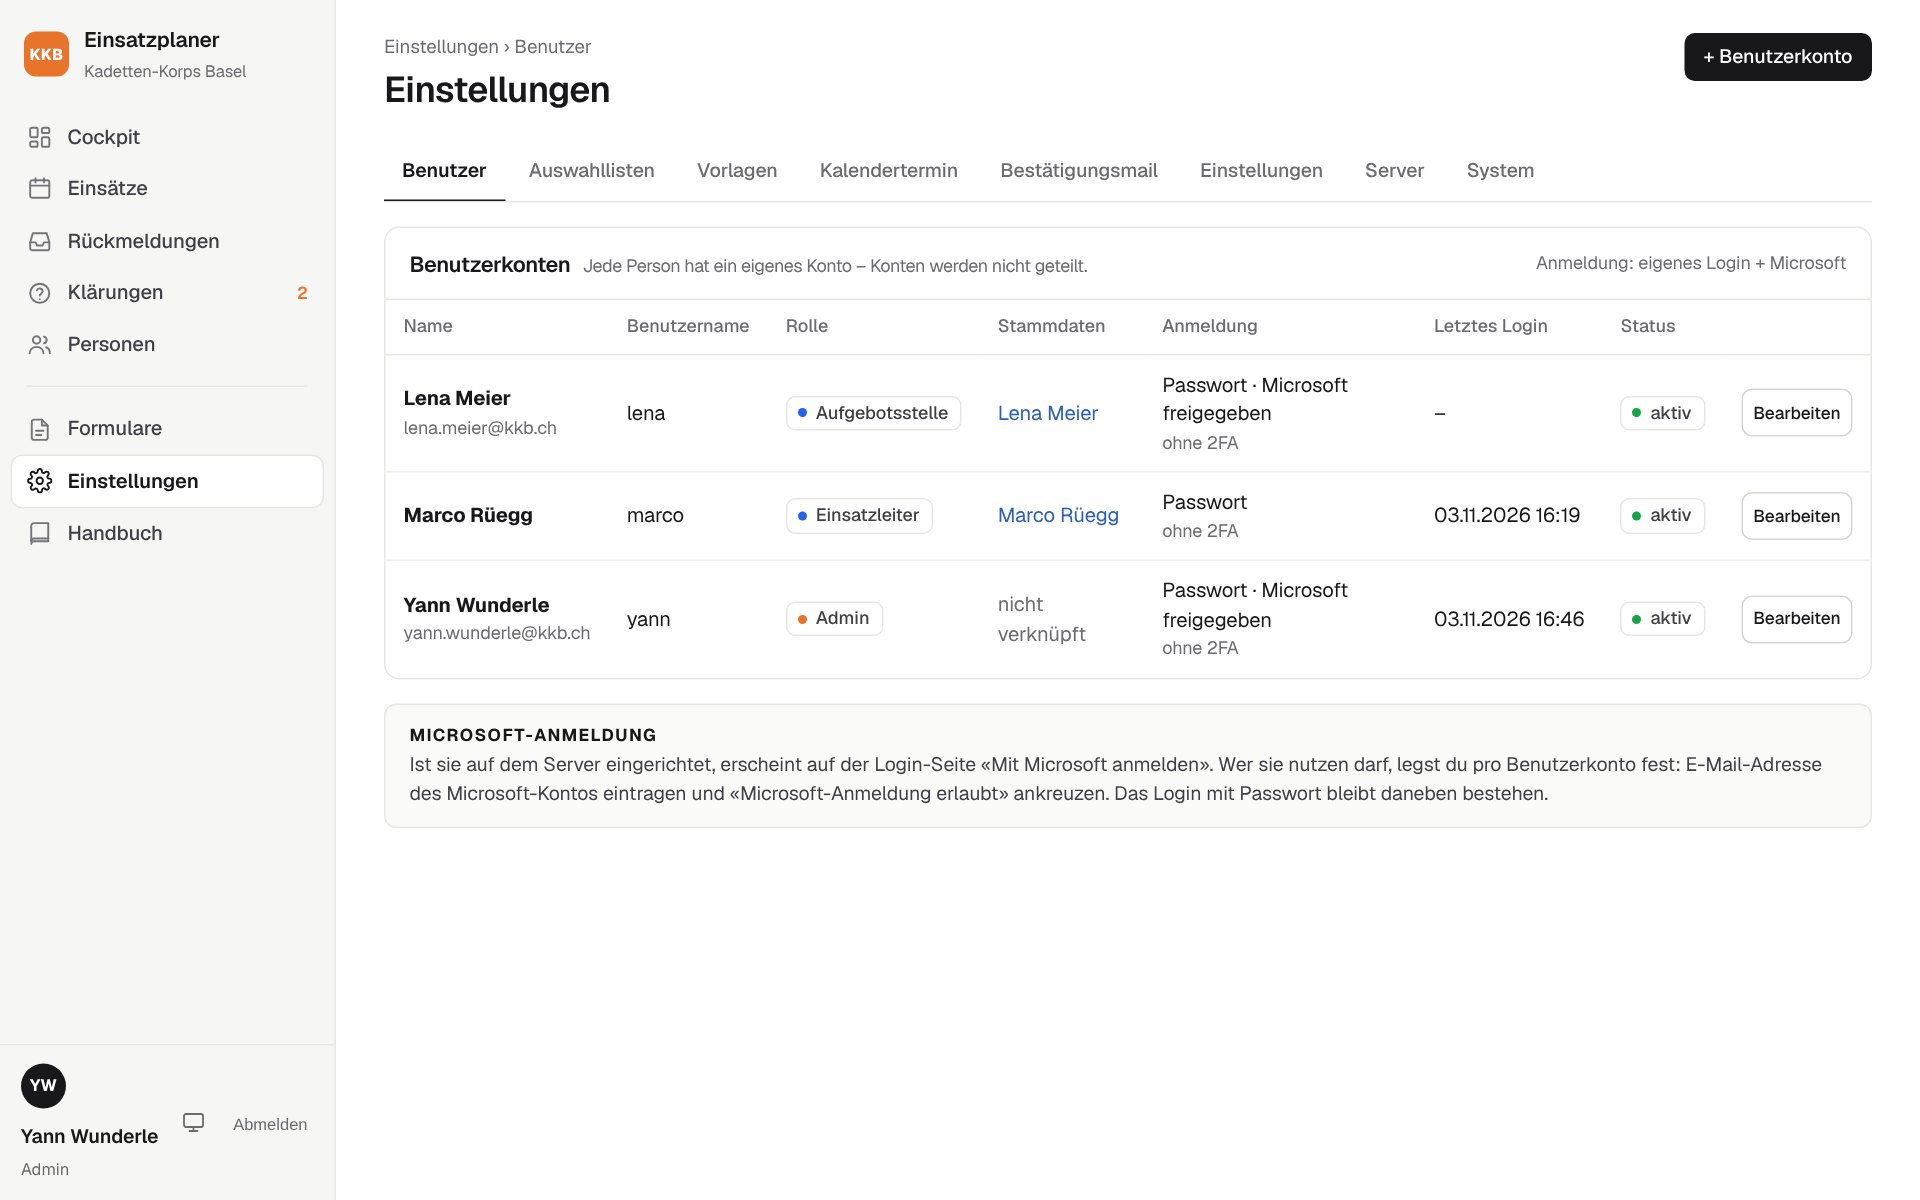 KKB
Einsatzplaner
Kadetten-Korps Basel
Cockpit
Einsätze
Rückmeldungen
Klärungen 2
Personen
Formulare
Einstellungen
Handbuch
YW
Yann Wunderle
Admin
Abmelden
Einstellungen › Benutzer
Einstellungen
+ Benutzerkonto
Benutzer Auswahllisten Vorlagen Kalendertermin Bestätigungsmail Einstellungen Server System
Benutzerkonten Jede Person hat ein eigenes Konto – Konten werden nicht geteilt. Anmeldung: eigenes Login + Microsoft
Name Benutzername Rolle Stammdaten Anmeldung Letztes Login Status
Lena Meier
lena.meier@kkb.ch
lena
Aufgebotsstelle
Lena Meier
Passwort · Microsoft
freigegeben
ohne 2FA
–
aktiv
Bearbeiten
Marco Rüegg
marco
Einsatzleiter
Marco Rüegg
Passwort
ohne 2FA
03.11.2026 16:19
aktiv
Bearbeiten
Yann Wunderle
yann.wunderle@kkb.ch
yann
Admin
nicht
verknüpft
Passwort · Microsoft
freigegeben
ohne 2FA
03.11.2026 16:46
aktiv
Bearbeiten
MICROSOFT-ANMELDUNG
Ist sie auf dem Server eingerichtet, erscheint auf der Login-Seite «Mit Microsoft anmelden». Wer sie nutzen darf, legst du pro Benutzerkonto fest: E-Mail-Adresse
des Microsoft-Kontos eintragen und «Microsoft-Anmeldung erlaubt» ankreuzen. Das Login mit Passwort bleibt daneben bestehen.